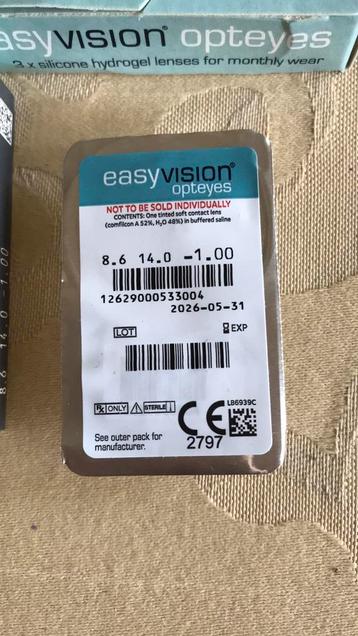 asyvision® opteyes
3 x silicone hydrogel lenses for monthly wear
8.6 14.0 -1.00
easyvision®
opteyes
NOT TO BE SOLD INDIVIDUALLY
CONTENTS: One tinted soft contact lens
(comfilcon A 52%, H₂O 48%) in buffered saline
8.6 14.0 -1.00
12629000533004
2026-05-31
LOT
EXP
Rx ONLY
STERILE
LB6939C
CE
2797
See outer pack for
manufacturer.